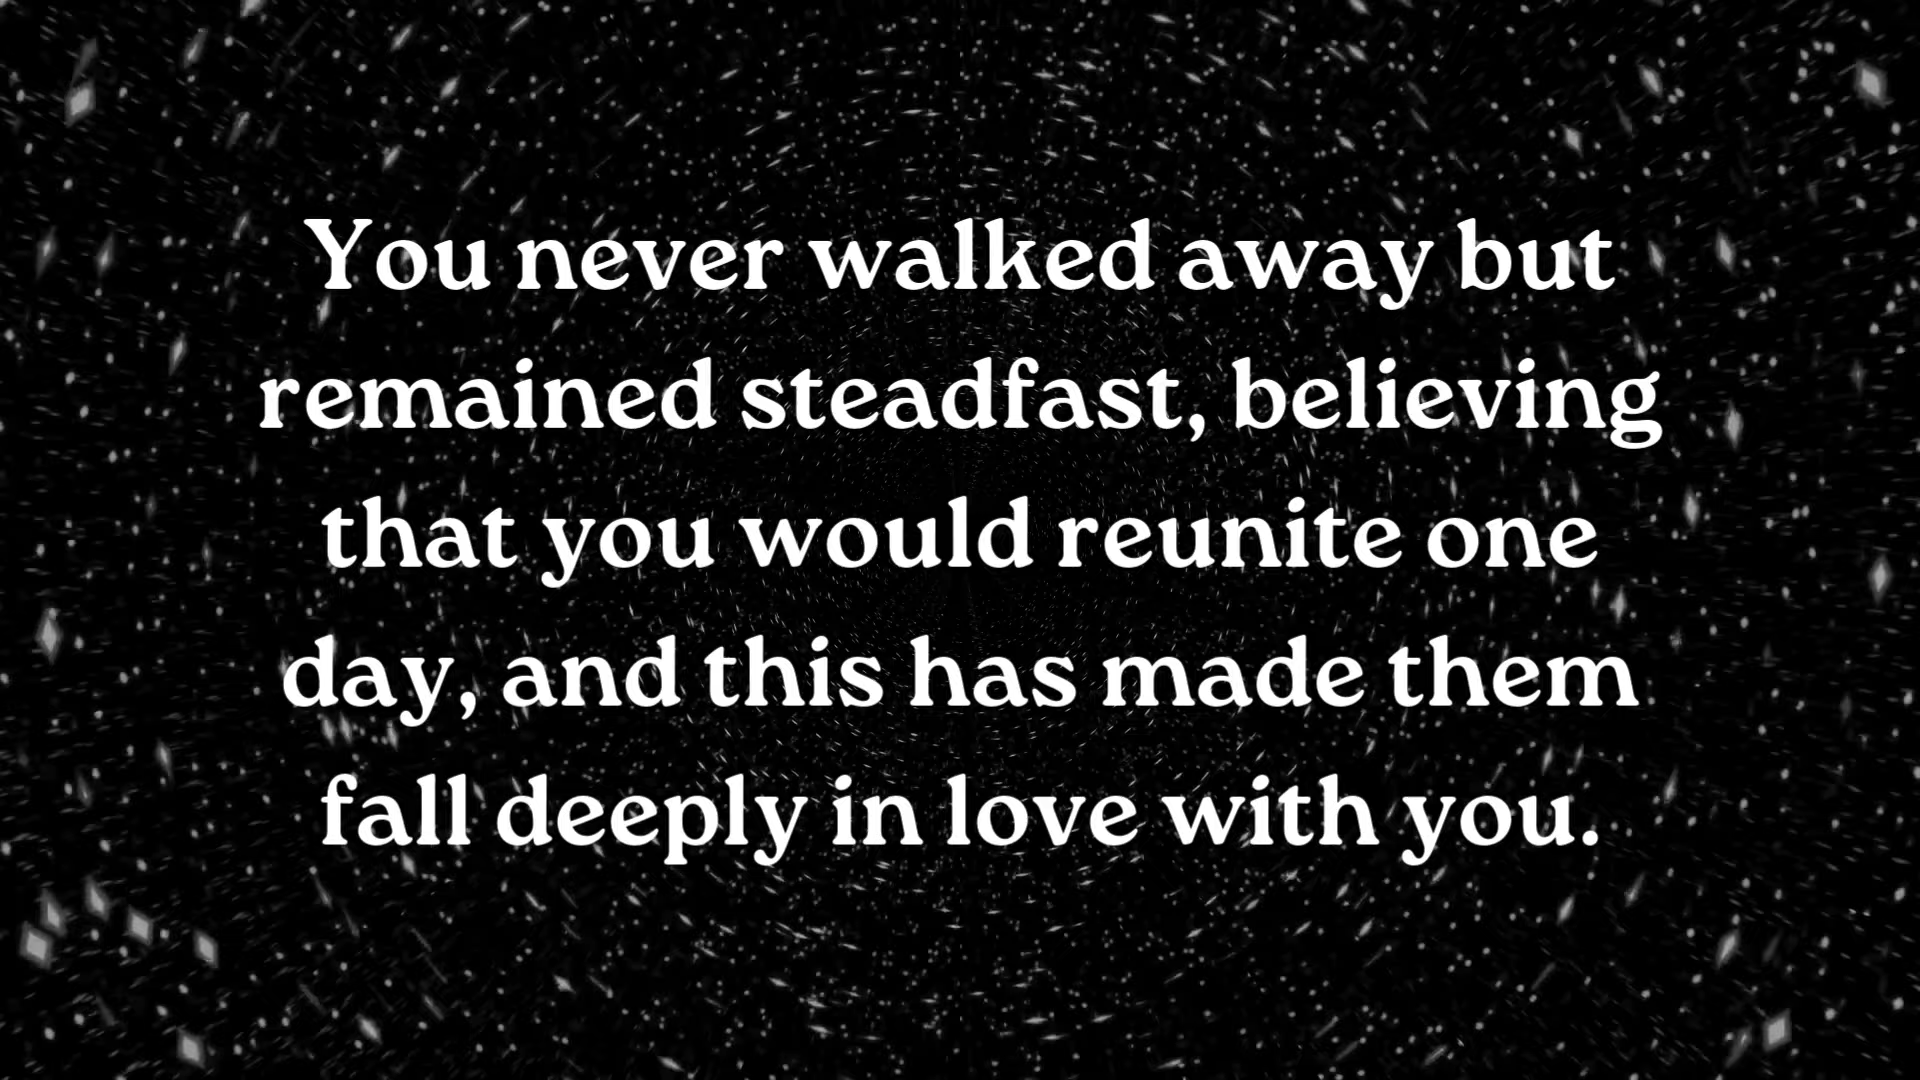 You never walked away but
remained steadfast, believing
that you would reunite one
day, and this has made them
fall deeply in love with you.